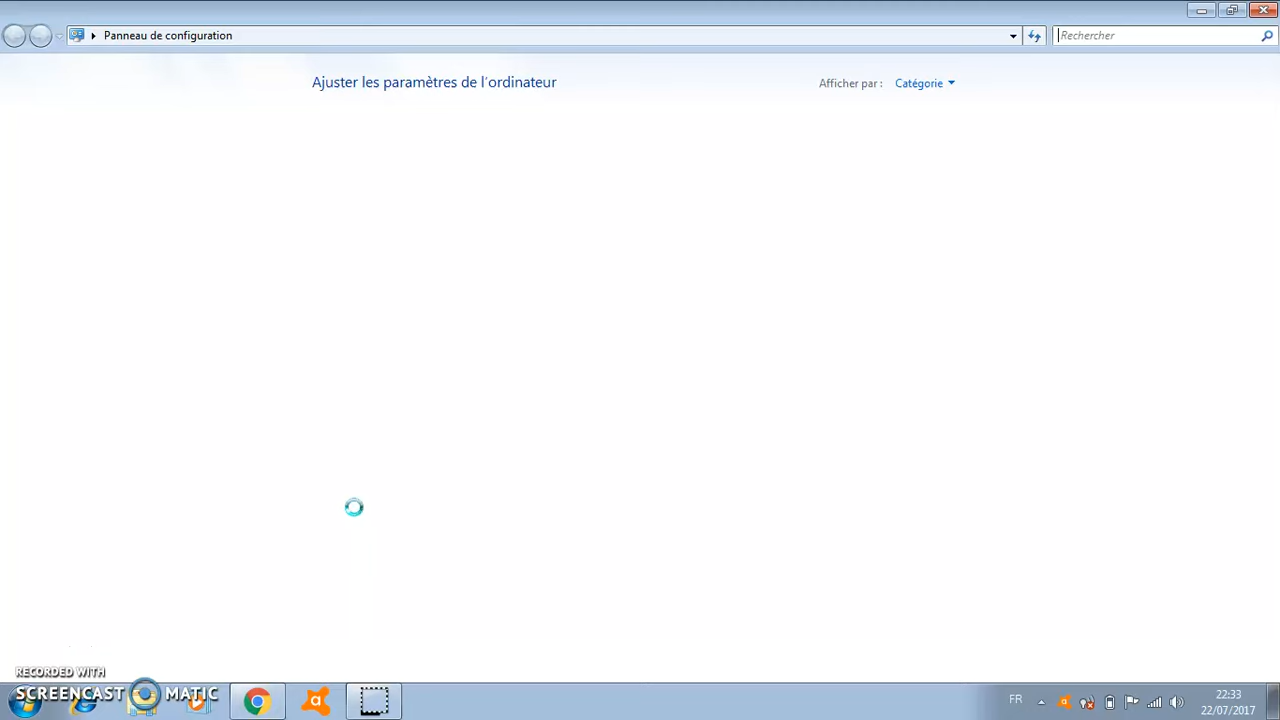 Panneau de configuration
Rechercher
Ajuster les paramètres de l'ordinateur
Afficher par : Catégorie
RECORDED WITH
SCREENCAST MATIC
FR
22:33
22/07/2017